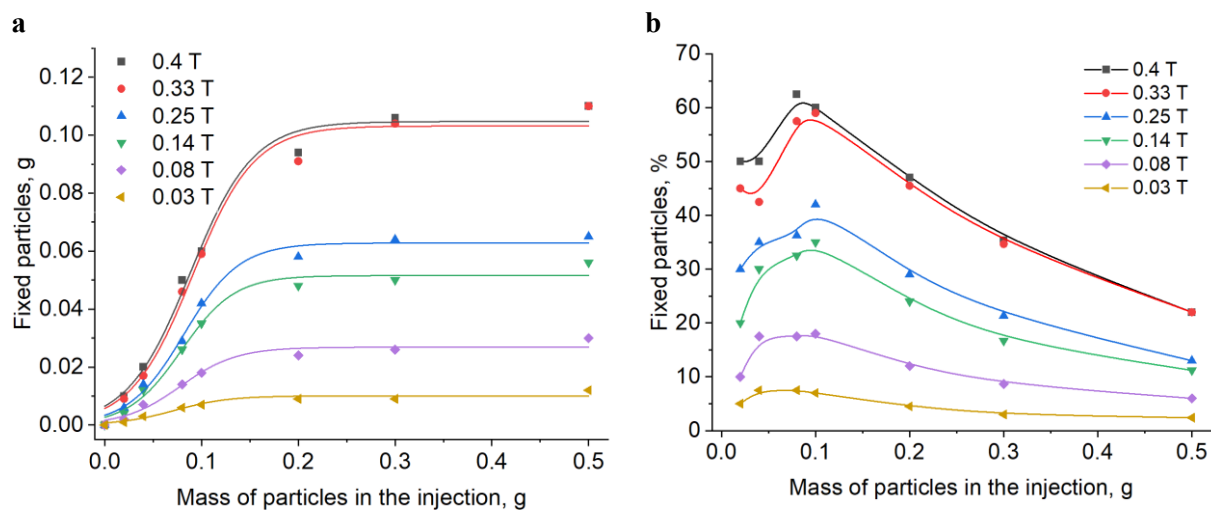 a
Fixed particles, g
0.12
0.10
0.08
0.06
0.04
0.02
0.00
0.4 T
0.33 T
0.25 T
0.14 T
0.08 T
0.03 T
0.0 0.1 0.2 0.3 0.4 0.5
Mass of particles in the injection, g
b
Fixed particles, %
70
60
50
40
30
20
10
0
0.4 T
0.33 T
0.25 T
0.14 T
0.08 T
0.03 T
0.0 0.1 0.2 0.3 0.4 0.5
Mass of particles in the injection, g